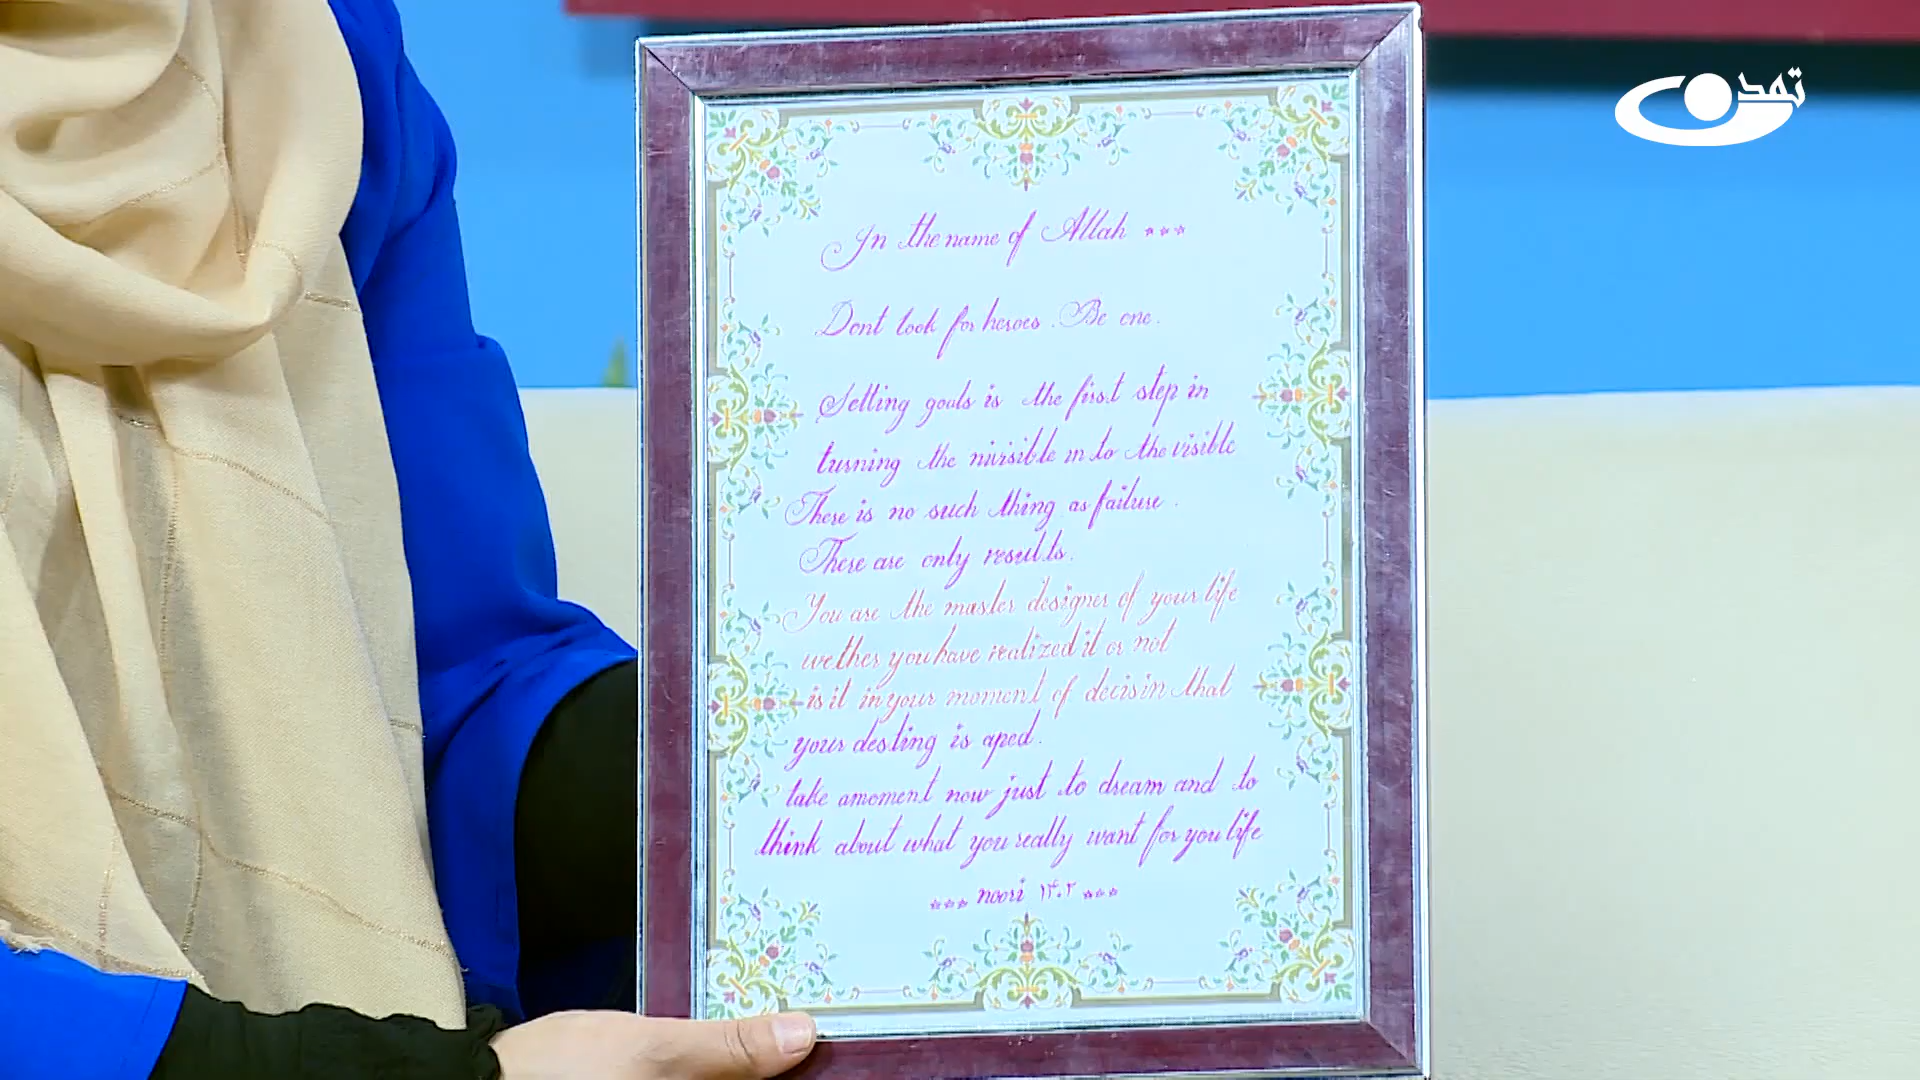 تمدن
In the name of Allah ***
Dont look for heroes . Be one .
Setting goals is the first step in
turning the invisible in to the visible
There is no such thing as failure .
There are only results .
You are the master designer of your life
wether you have realized it or not
is it in your moment of decisin that
your destiny is aped .
take amoment now just to dream and to
think about what you really want for you life
*** noori ۱۴۰۲ ***